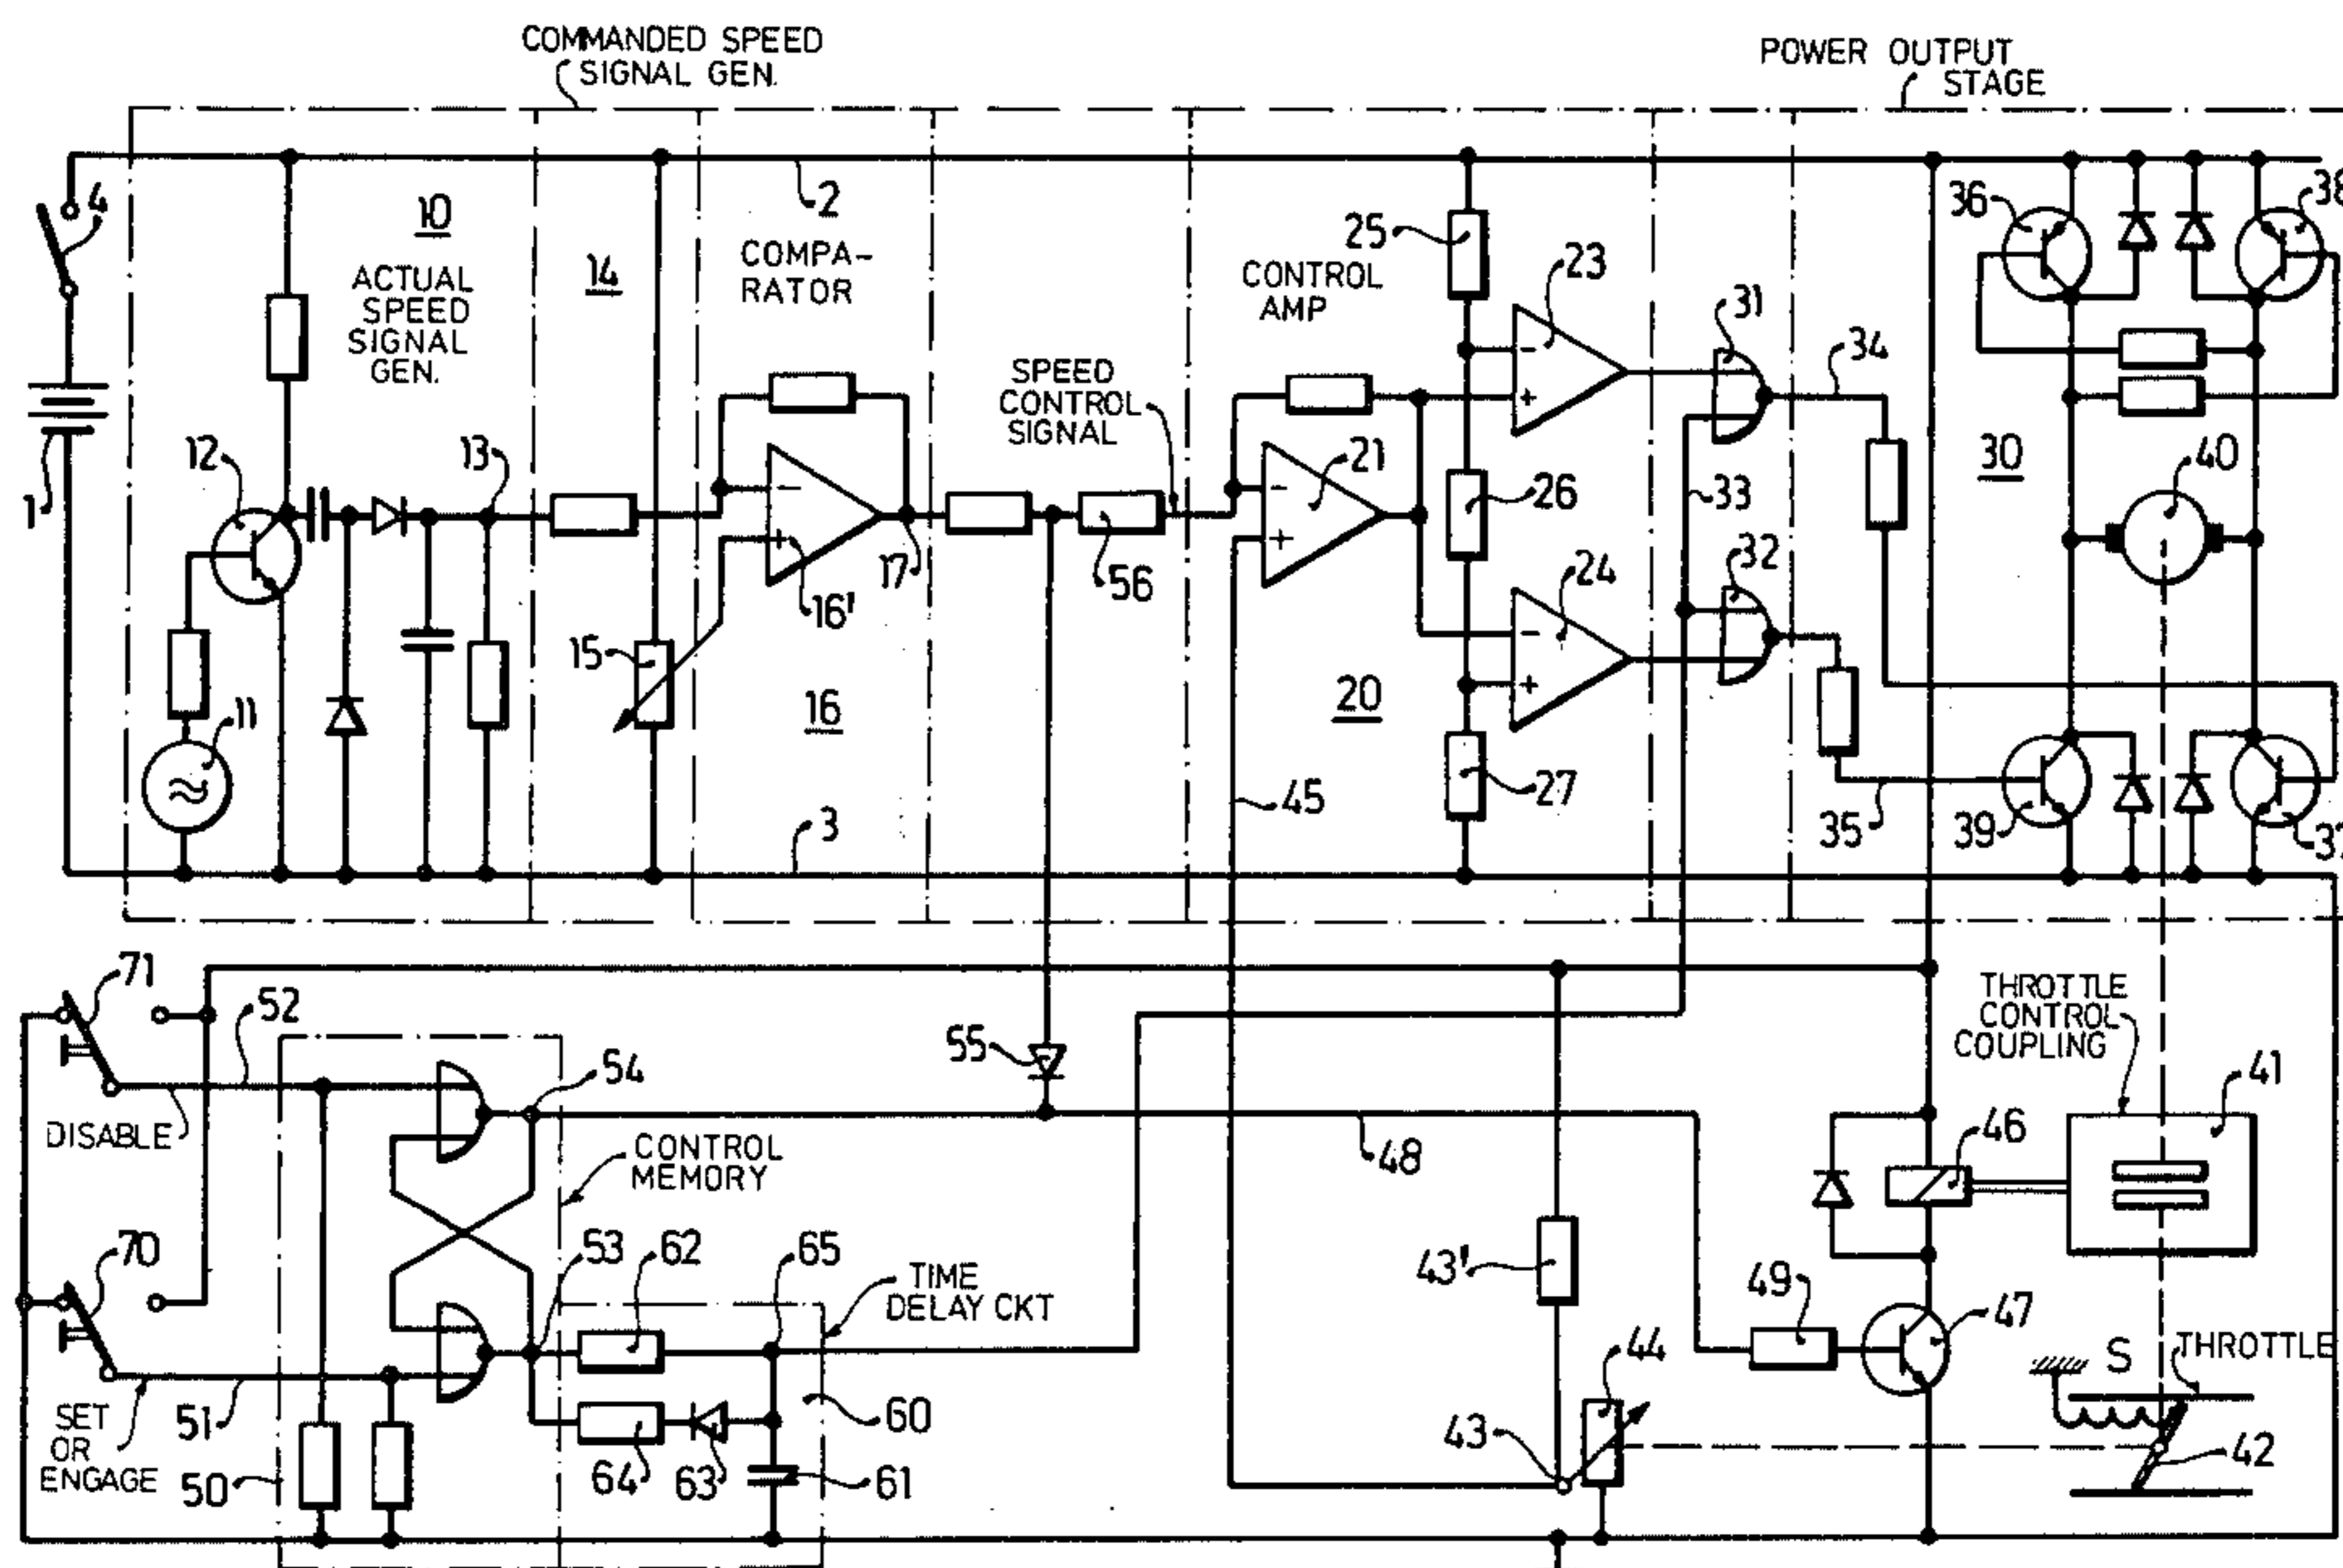 COMMANDED SPEED
SIGNAL GEN.
POWER OUTPUT
STAGE
4
10
ACTUAL
SPEED
SIGNAL
GEN.
14
2
COMPA-
RATOR
CONTROL
AMP
25
23
31
36
38
34
SPEED
CONTROL
SIGNAL
1
12
13
21
26
33
30
40
17
56
16'
15
24
32
11
16
20
27
45
3
35
39
71
52
55
54
DISABLE
CONTROL
MEMORY
48
THROTTLE
CONTROL
COUPLING
41
46
70
53
62
65
TIME
DELAY CKT
43'
49
47
44
S
THROTTLE
SET
OR
ENGAGE
51
50
64
63
61
60
43
42
-
+
-
+
-
+
-
+